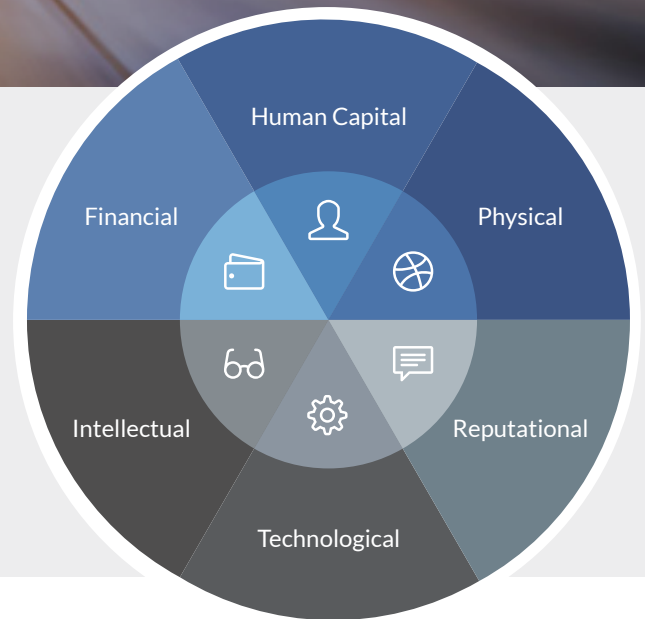 Human Capital
Financial
Physical
Intellectual
Reputational
Technological